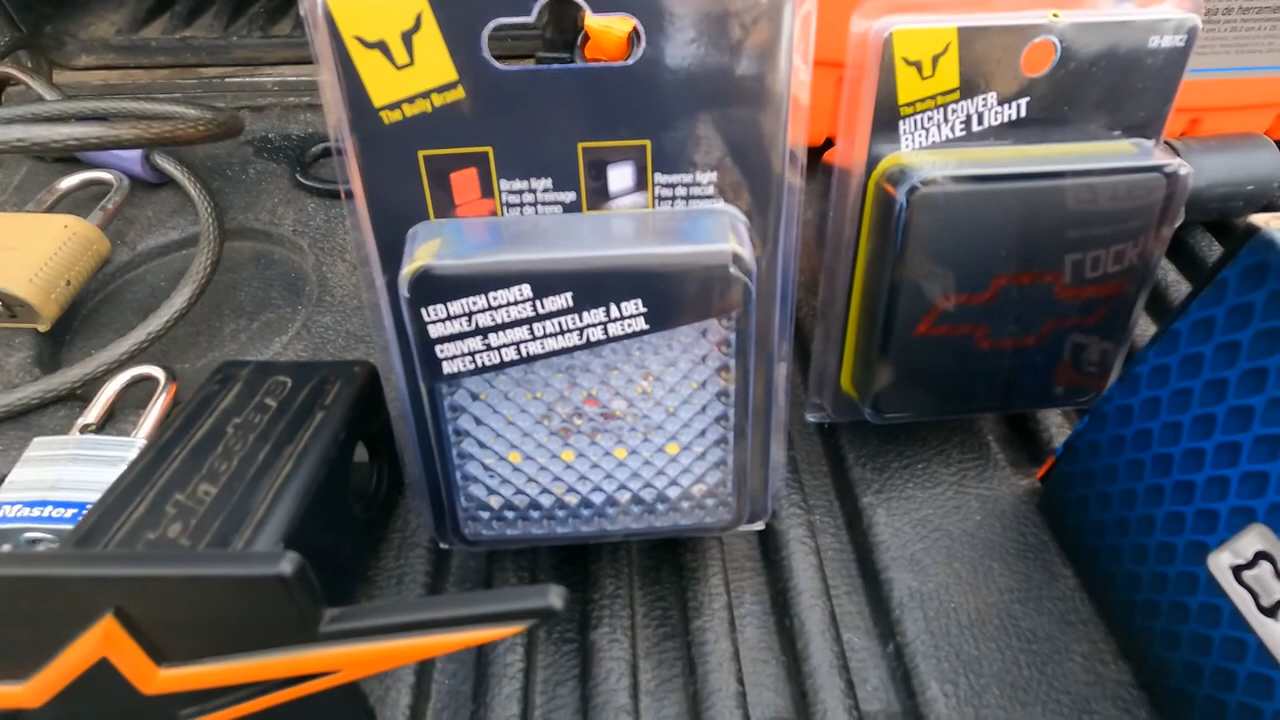 The Bully Brand
Brake light
Feu de freinage
Luz de freno
Reverse light
Feu de recul
LED HITCH COVER
BRAKE/REVERSE LIGHT
COUVRE-BARRE D'ATTELAGE À DEL
AVEC FEU DE FREINAGE/DE RECUL
The Bully Brand
HITCH COVER
BRAKE LIGHT
ROCK
Master